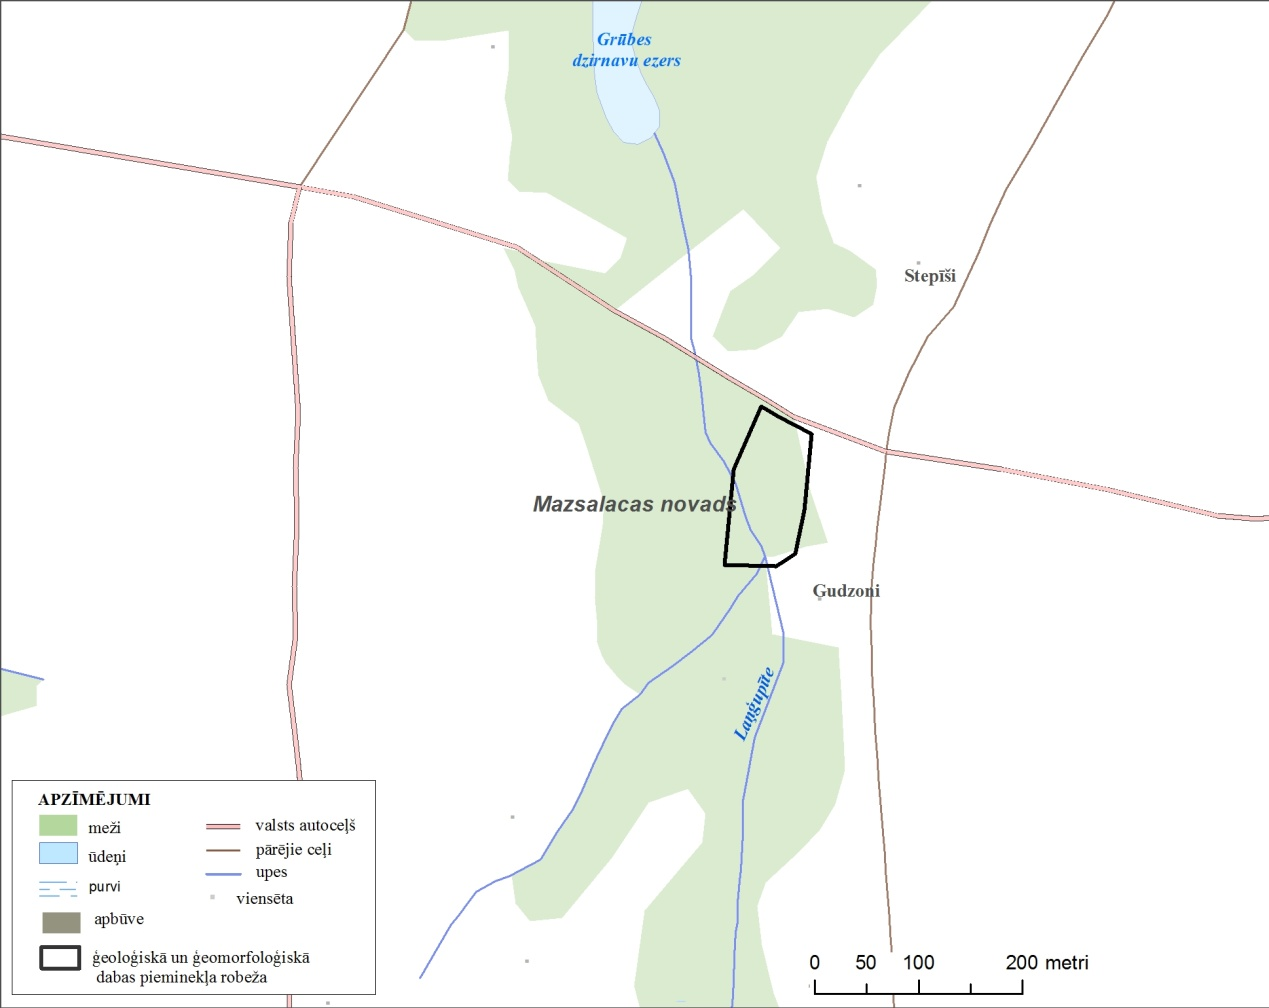 Grūbes
dzirnavu ezers
Stepīši
Mazsalacas novads
Ģudzoni
Laņģupīte
APZĪMĒJUMI
meži
ūdeņi
purvi
apbūve
ģeoloģiskā un ģeomorfoloģiskā
dabas pieminekļa robeža
valsts autoceļš
pārējie ceļi
upes
viensēta
0 50 100 200 metri